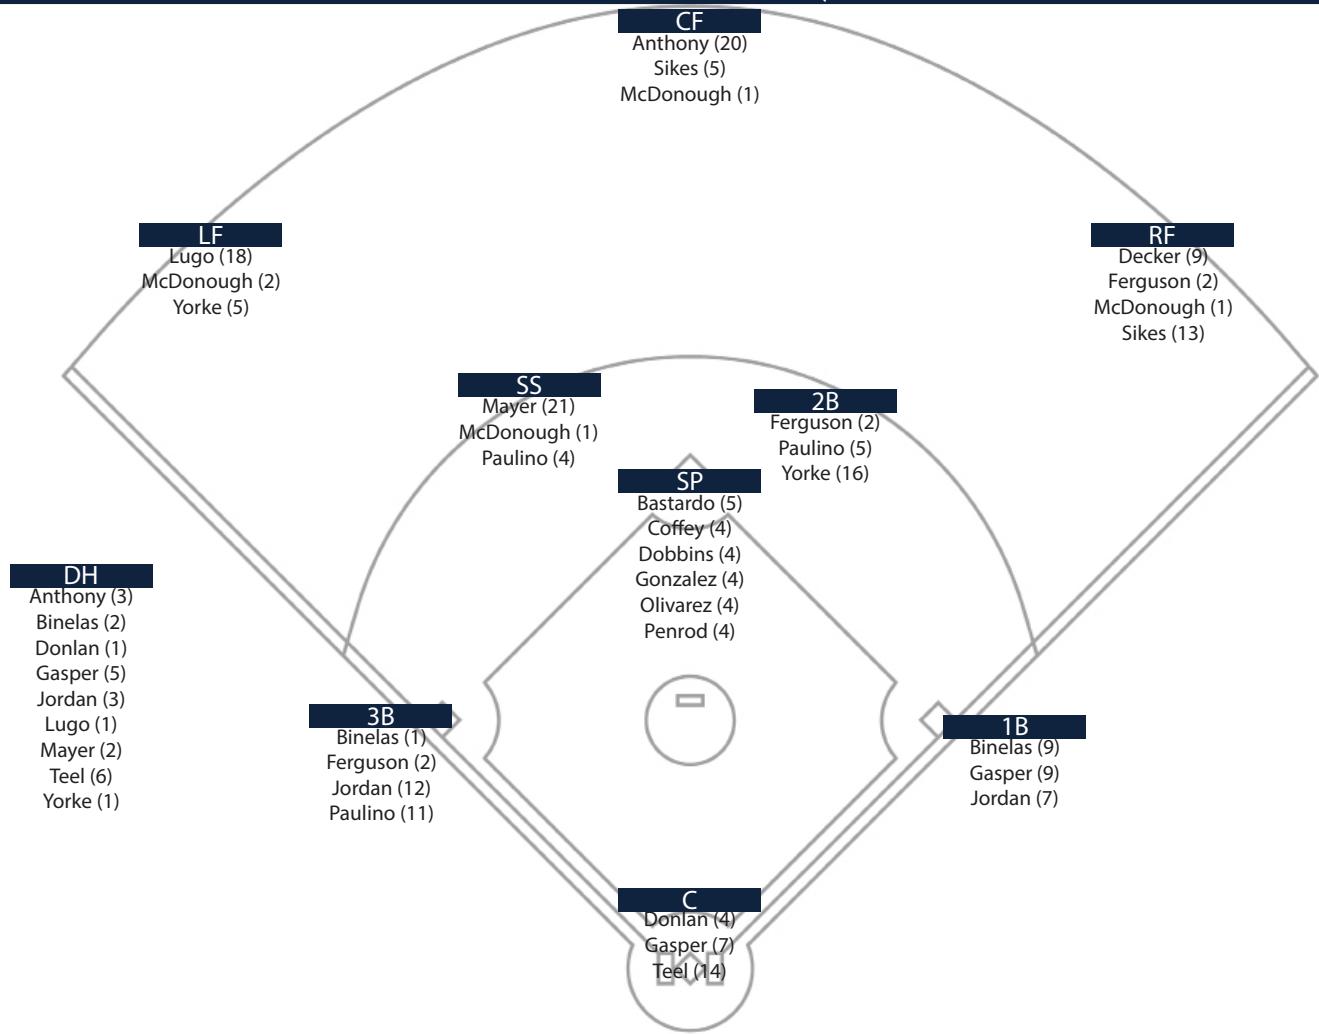 CF
Anthony (20)
Sikes (5)
McDonough (1)
LF
Lugo (18)
McDonough (2)
Yorke (5)
RF
Decker (9)
Ferguson (2)
McDonough (1)
Sikes (13)
SS
Mayer (21)
McDonough (1)
Paulino (4)
2B
Ferguson (2)
Paulino (5)
Yorke (16)
SP
Bastardo (5)
Coffey (4)
Dobbins (4)
Gonzalez (4)
Olivarez (4)
Penrod (4)
DH
Anthony (3)
Binelas (2)
Donlan (1)
Gasper (5)
Jordan (3)
Lugo (1)
Mayer (2)
Teel (6)
Yorke (1)
3B
Binelas (1)
Ferguson (2)
Jordan (12)
Paulino (11)
1B
Binelas (9)
Gasper (9)
Jordan (7)
C
Donlan (4)
Gasper (7)
Teel (14)